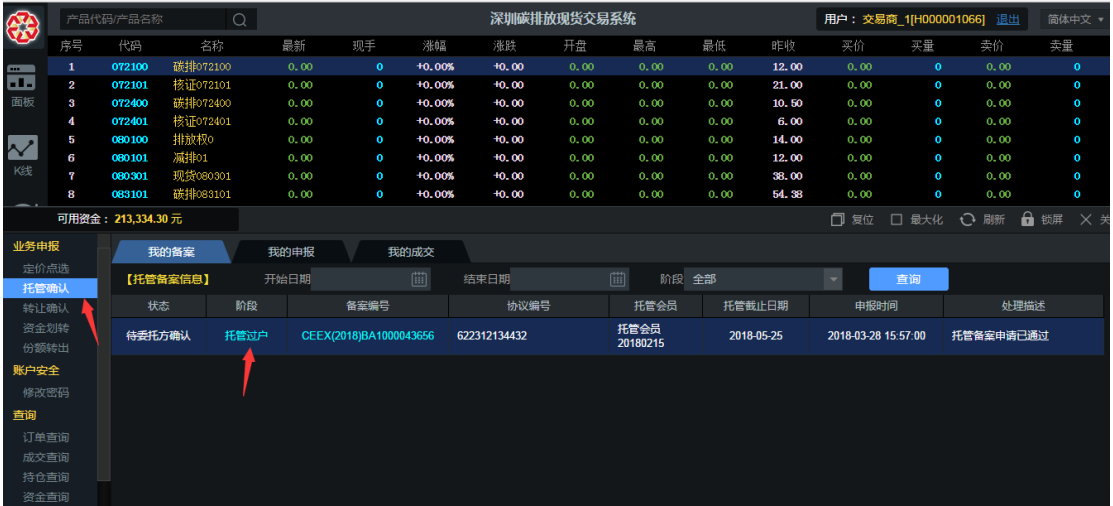 产品代码/产品名称 深圳碳排放现货交易系统 用户：交易商_1[H000001066] 退出 简体中文
序号 代码 名称 最新 现手 涨幅 涨跌 开盘 最高 最低 昨收 买价 买量 卖价 卖量
1 072100 碳排072100 0.00 0 +0.00% +0.00 0.00 0.00 0.00 12.00 0.00 0 0.00 0
2 072101 核证072101 0.00 0 +0.00% +0.00 0.00 0.00 0.00 21.00 0.00 0 0.00 0
面板
3 072400 碳排072400 0.00 0 +0.00% +0.00 0.00 0.00 0.00 10.50 0.00 0 0.00 0
4 072401 核证072401 0.00 0 +0.00% +0.00 0.00 0.00 0.00 6.00 0.00 0 0.00 0
5 080100 排放权0 0.00 0 +0.00% +0.00 0.00 0.00 0.00 14.00 0.00 0 0.00 0
6 080101 减排01 0.00 0 +0.00% +0.00 0.00 0.00 0.00 12.00 0.00 0 0.00 0
K线
7 080301 现货080301 0.00 0 +0.00% +0.00 0.00 0.00 0.00 38.00 0.00 0 0.00 0
8 083101 碳排083101 0.00 0 +0.00% +0.00 0.00 0.00 0.00 54.38 0.00 0 0.00 0
可用资金：213,334.30 元 复位 最大化 刷新 锁屏 关
业务申报
定价点选
托管确认
转让确认
资金划转
份额转出
账户安全
修改密码
查询
订单查询
成交查询
持仓查询
资金查询
我的备案 我的申报 我的成交
【托管备案信息】 开始日期 结束日期 阶段 全部 查询
状态 阶段 备案编号 协议编号 托管会员 托管截止日期 申报时间 处理描述
待委托方确认 托管过户 CEEX(2018)BA1000043656 622312134432 托管会员 2018-05-25 2018-03-28 15:57:00 托管备案申请已通过
20180215